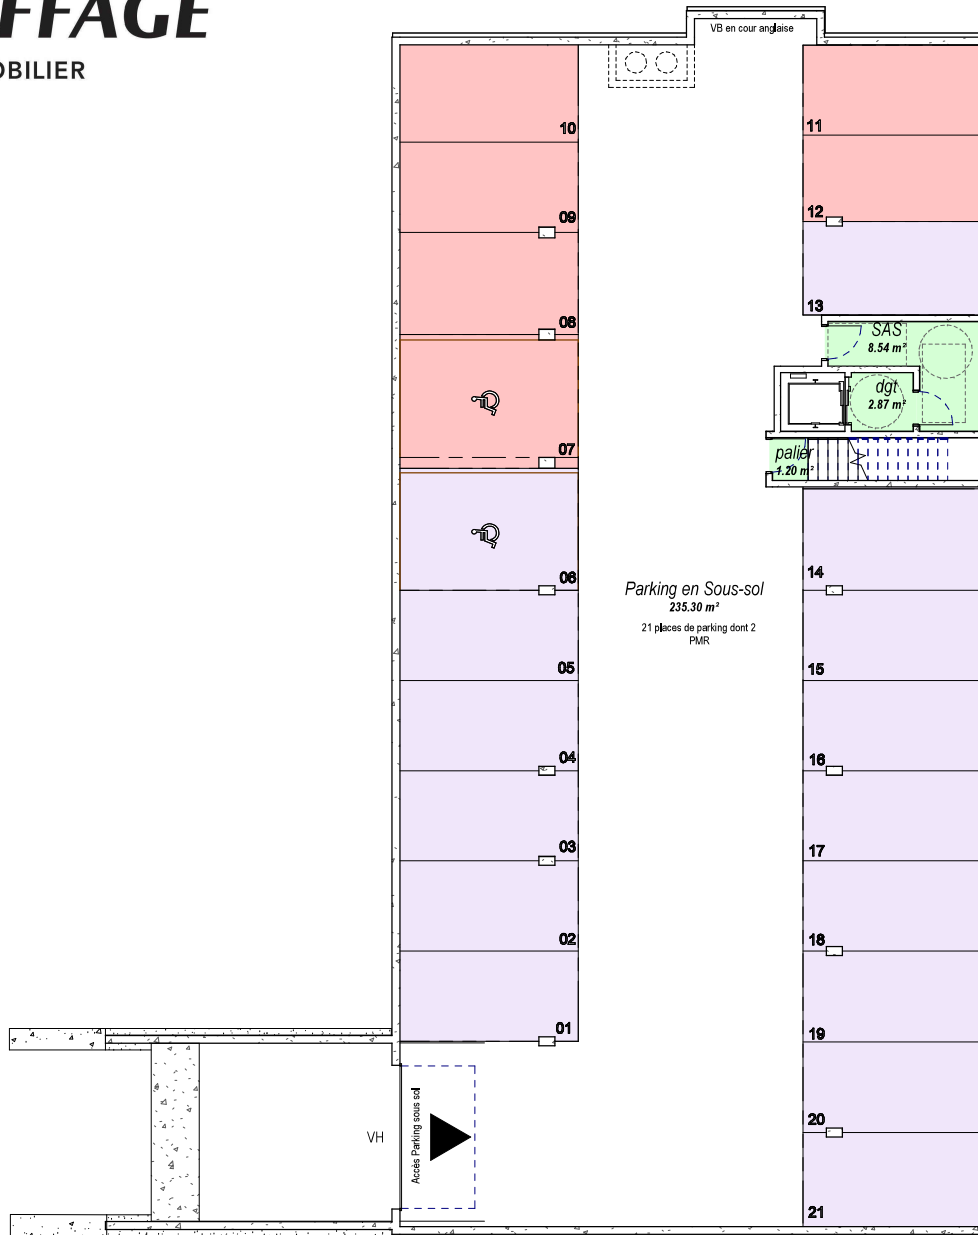 FFAGE
OBILIER
VB en cour anglaise
10
11
09
12
08
13
SAS
8.54 m²
dgt
2.87 m²
07
palier
1.20 m²
06
14
Parking en Sous-sol
235.30 m²
21 places de parking dont 2
PMR
05
15
04
16
03
17
02
18
01
19
Accès Parking sous sol
VH
20
21